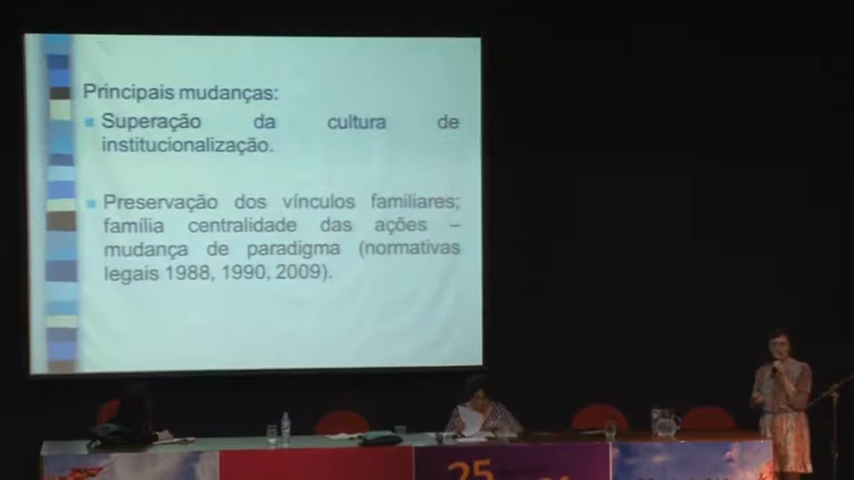 Principais mudanças:
Superação da cultura de
institucionalização.
Preservação dos vínculos familiares;
família centralidade das ações –
mudança de paradigma (normativas
legais 1988, 1990, 2009).
25